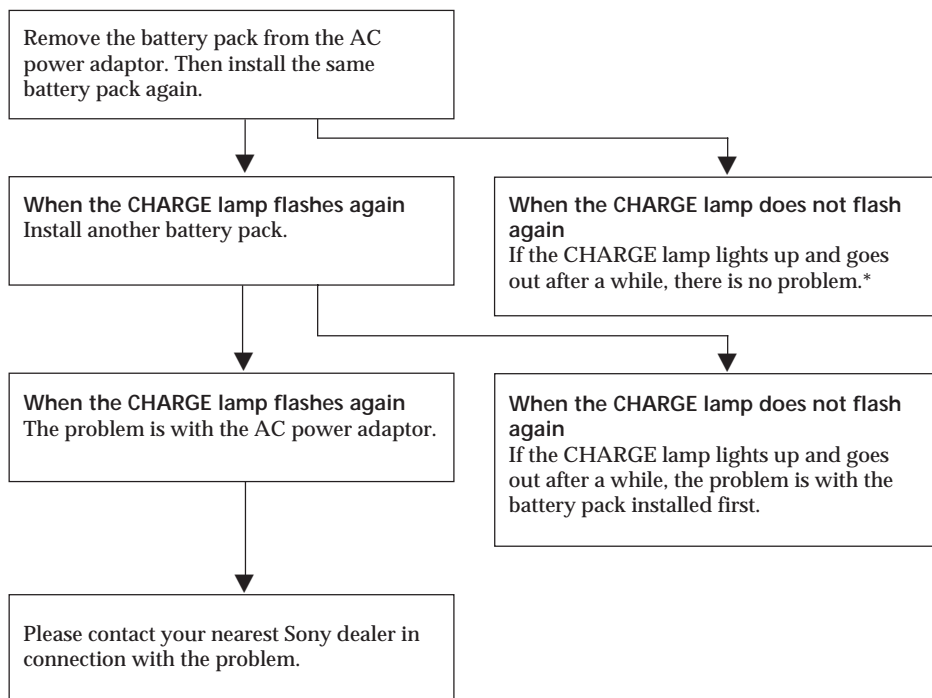 Remove the battery pack from the AC
power adaptor. Then install the same
battery pack again.
When the CHARGE lamp flashes again
Install another battery pack.
When the CHARGE lamp does not flash
again
If the CHARGE lamp lights up and goes
out after a while, there is no problem.*
When the CHARGE lamp flashes again
The problem is with the AC power adaptor.
When the CHARGE lamp does not flash
again
If the CHARGE lamp lights up and goes
out after a while, the problem is with the
battery pack installed first.
Please contact your nearest Sony dealer in
connection with the problem.